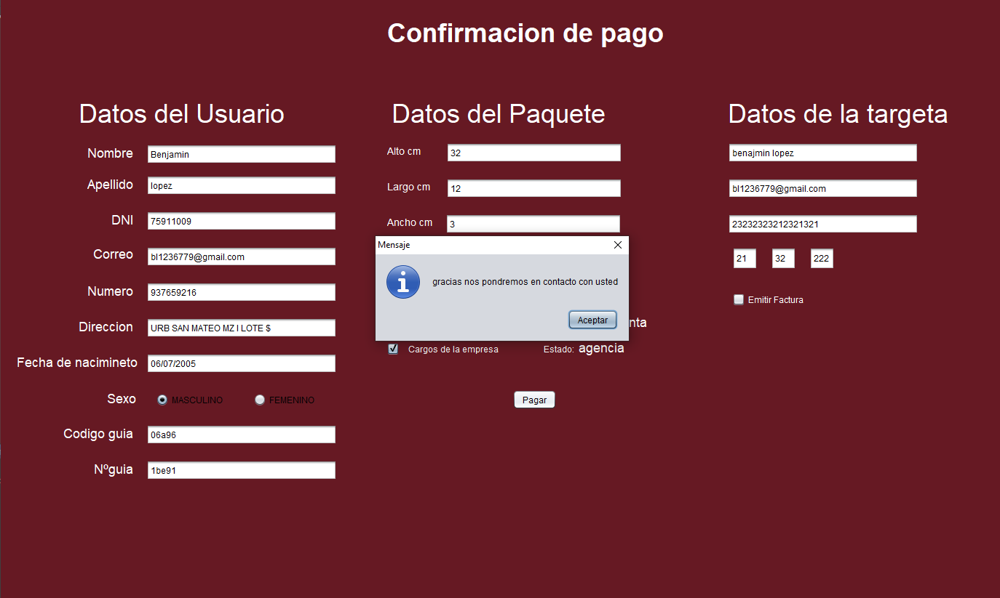 Confirmacion de pago
Datos del Usuario
Nombre Benjamin
Apellido lopez
DNI 75911009
Correo bl1236779@gmail.com
Numero 937659216
Direccion URB SAN MATEO MZ I LOTE $
Fecha de nacimineto 06/07/2005
Sexo MASCULINO FEMENINO
Codigo guia 06a96
Nºguia 1be91
Datos del Paquete
Alto cm 32
Largo cm 12
Ancho cm 3
Mensaje
gracias nos pondremos en contacto con usted
Aceptar
nta
Cargos de la empresa Estado: agencia
Pagar
Datos de la targeta
benajmin lopez
bl1236779@gmail.com
23232323212321321
21 32 222
Emitir Factura